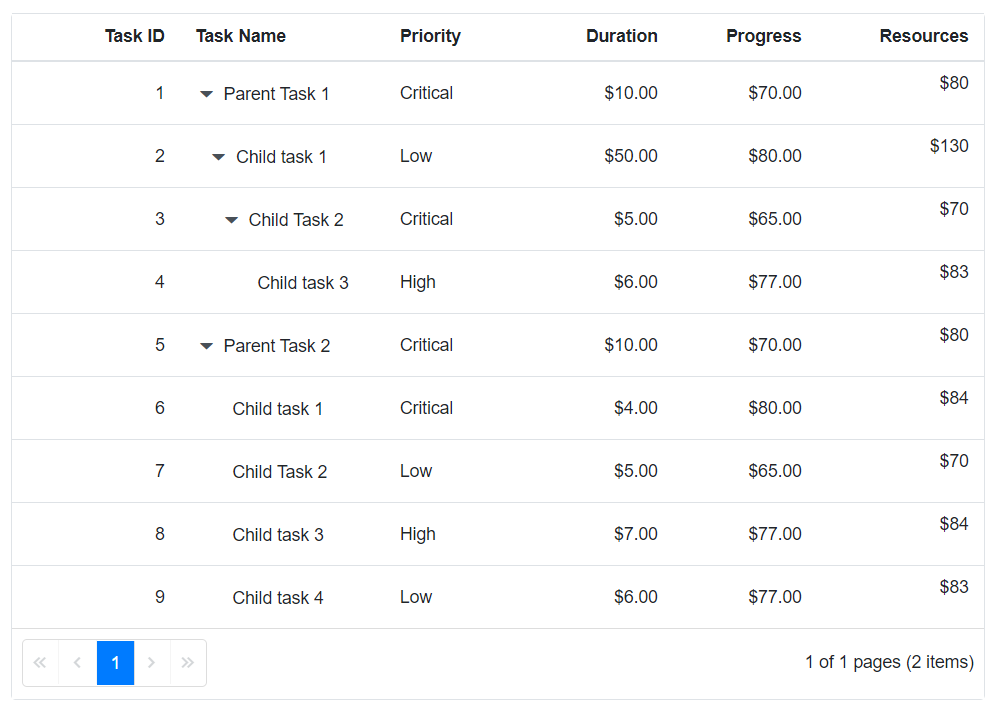 Task ID Task Name Priority Duration Progress Resources
1 Parent Task 1 Critical $10.00 $70.00 $80
2 Child task 1 Low $50.00 $80.00 $130
3 Child Task 2 Critical $5.00 $65.00 $70
4 Child task 3 High $6.00 $77.00 $83
5 Parent Task 2 Critical $10.00 $70.00 $80
6 Child task 1 Critical $4.00 $80.00 $84
7 Child Task 2 Low $5.00 $65.00 $70
8 Child task 3 High $7.00 $77.00 $84
9 Child task 4 Low $6.00 $77.00 $83
1 1 of 1 pages (2 items)